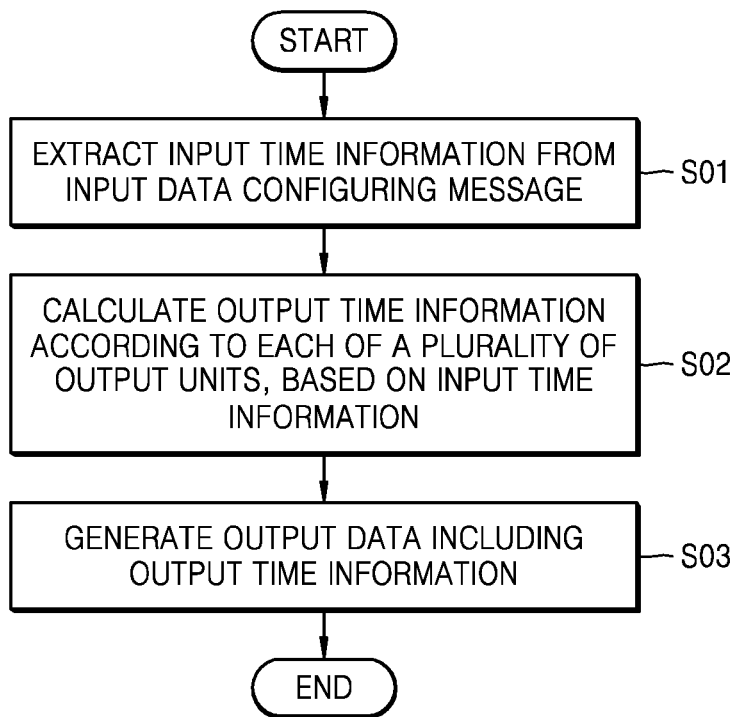 START
EXTRACT INPUT TIME INFORMATION FROM
INPUT DATA CONFIGURING MESSAGE
S01
CALCULATE OUTPUT TIME INFORMATION
ACCORDING TO EACH OF A PLURALITY OF
OUTPUT UNITS, BASED ON INPUT TIME
INFORMATION
S02
GENERATE OUTPUT DATA INCLUDING
OUTPUT TIME INFORMATION
S03
END